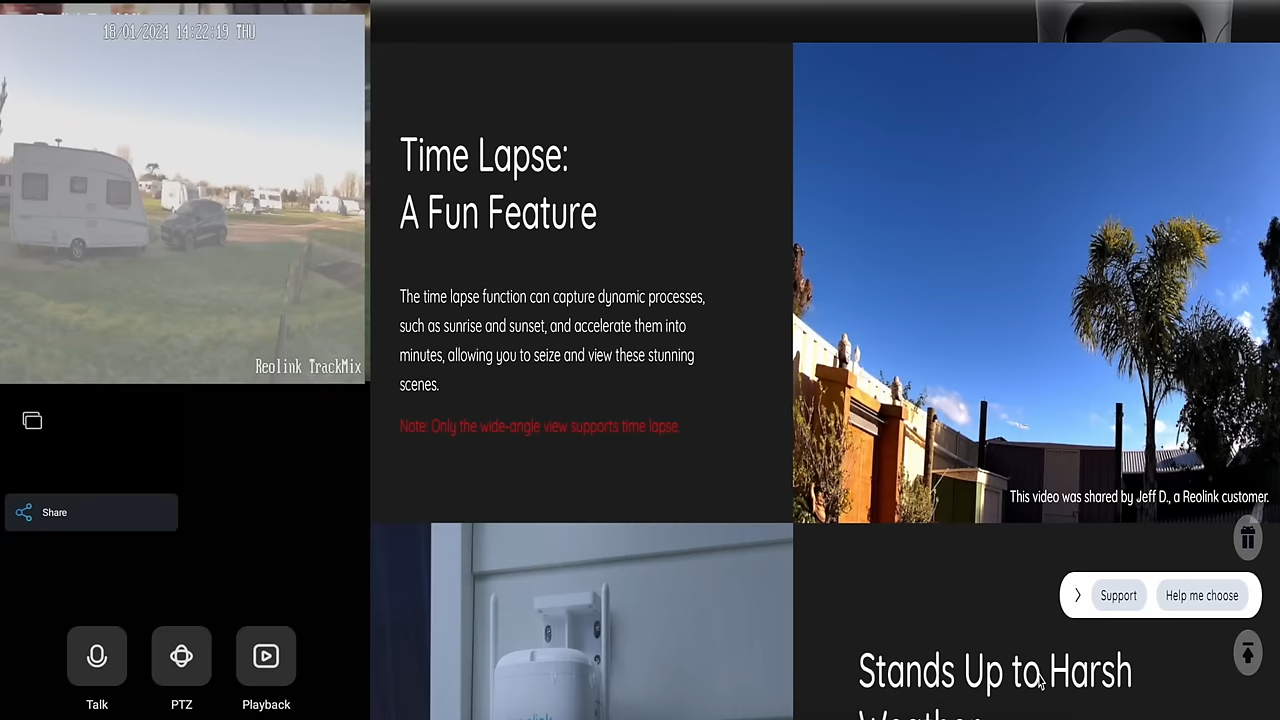 18/01/2024 14:22:19 THU
Reolink TrackMix
Share
Talk
PTZ
Playback
Time Lapse:
A Fun Feature
The time lapse function can capture dynamic processes,
such as sunrise and sunset, and accelerate them into
minutes, allowing you to seize and view these stunning
scenes.
Note: Only the wide-angle view supports time lapse.
This video was shared by Jeff D., a Reolink customer.
Support
Help me choose
Stands Up to Harsh